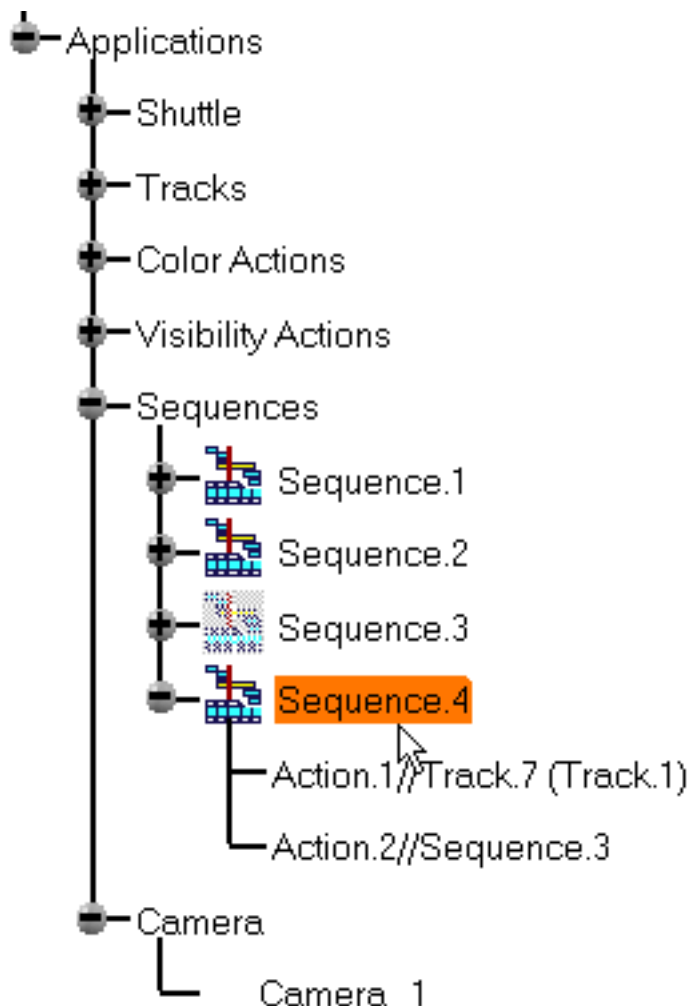 Applications
Shuttle
Tracks
Color Actions
Visibility Actions
Sequences
Sequence.1
Sequence.2
Sequence.3
Sequence.4
Action.1//Track.7 (Track.1)
Action.2//Sequence.3
Camera
Camera_1